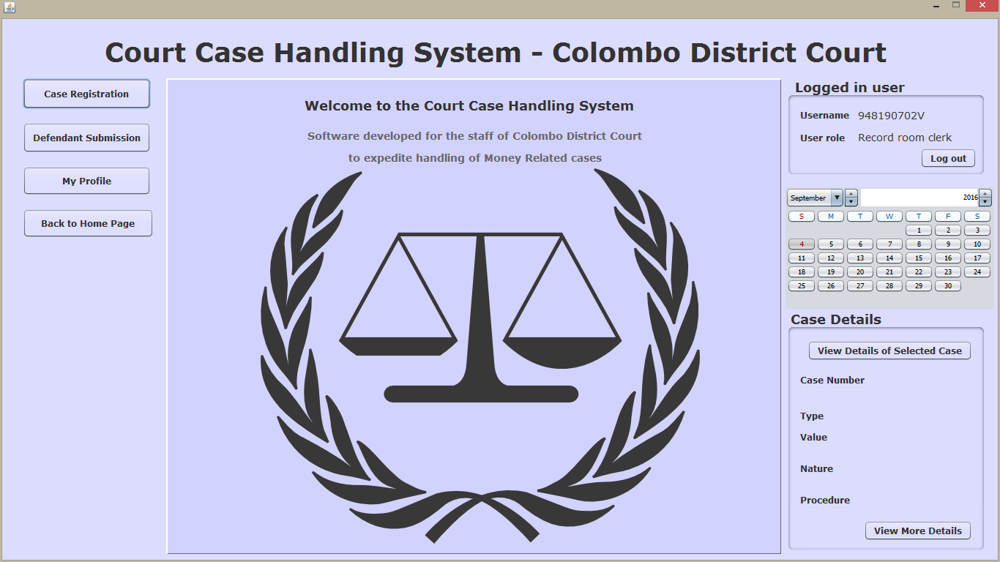 Court Case Handling System - Colombo District Court
Case Registration
Defendant Submission
My Profile
Back to Home Page
Welcome to the Court Case Handling System
Software developed for the staff of Colombo District Court
to expedite handling of Money Related cases
Logged in user
Username 948190702V
User role Record room clerk
Log out
September 2016
S M T W T F S
1 2 3
4 5 6 7 8 9 10
11 12 13 14 15 16 17
18 19 20 21 22 23 24
25 26 27 28 29 30
Case Details
View Details of Selected Case
Case Number
Type
Value
Nature
Procedure
View More Details